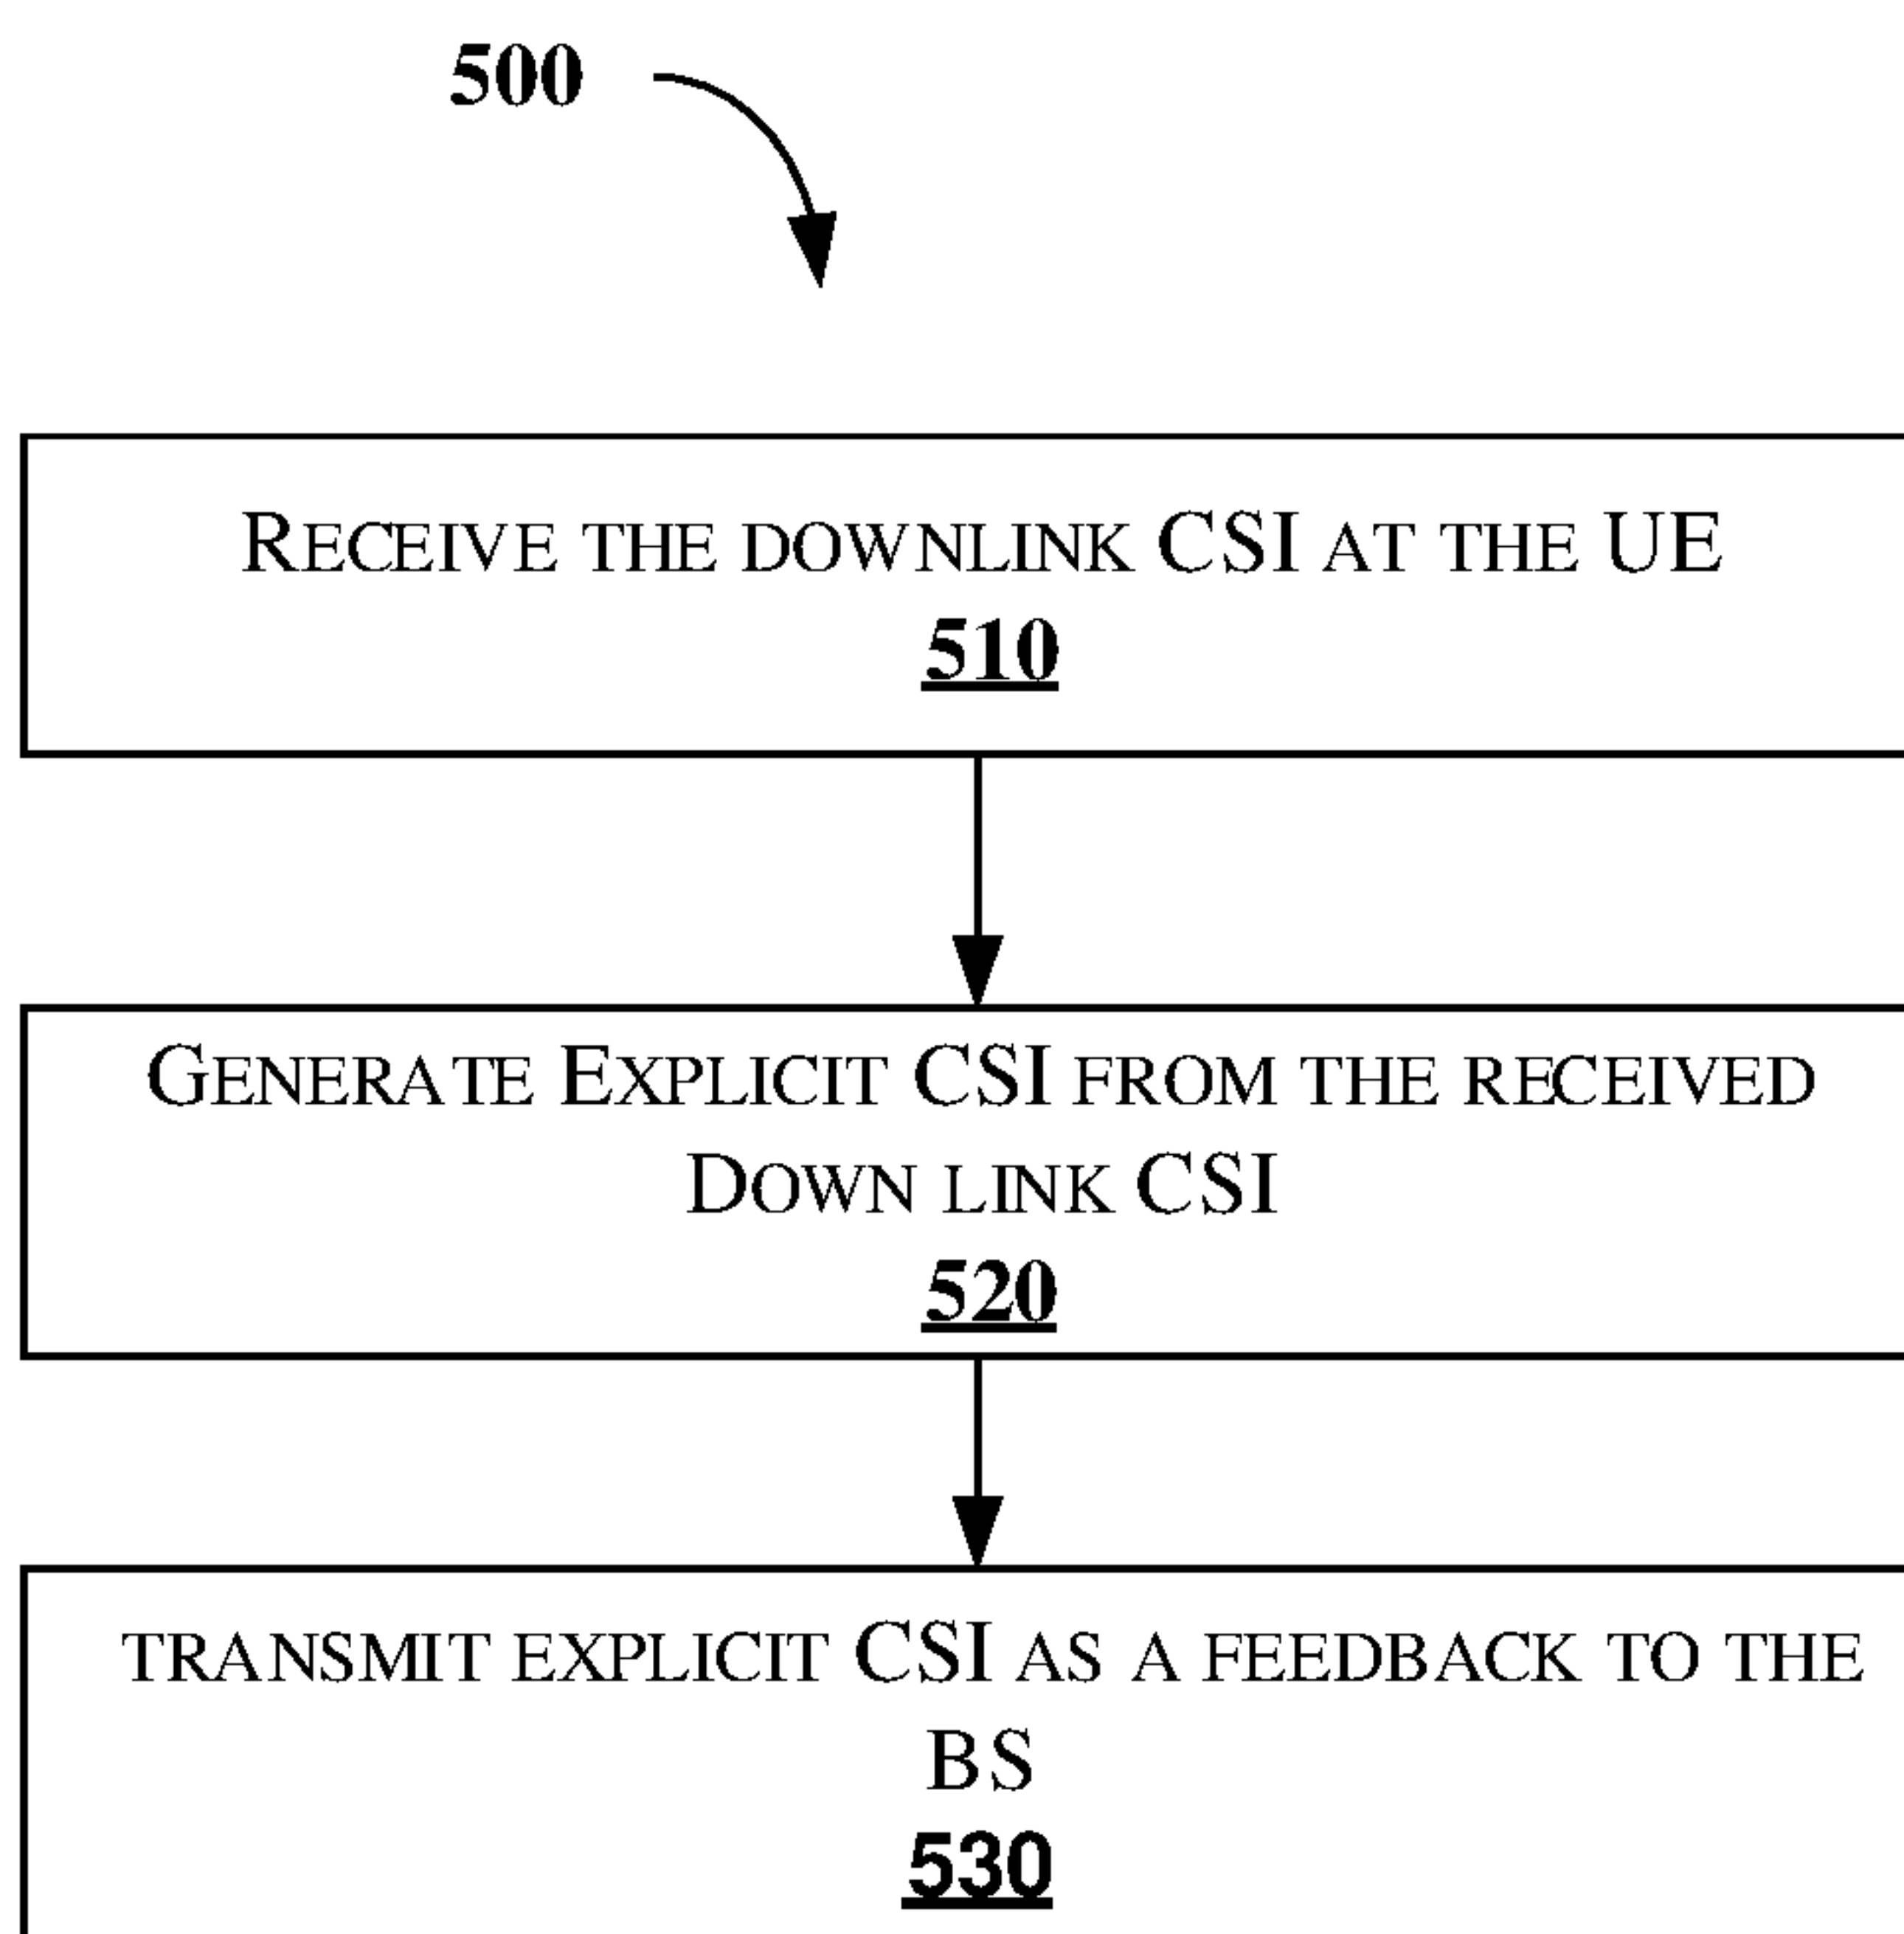 500
RECEIVE THE DOWNLINK CSI AT THE UE
510
GENERATE EXPLICIT CSI FROM THE RECEIVED
DOWN LINK CSI
520
TRANSMIT EXPLICIT CSI AS A FEEDBACK TO THE
BS
530